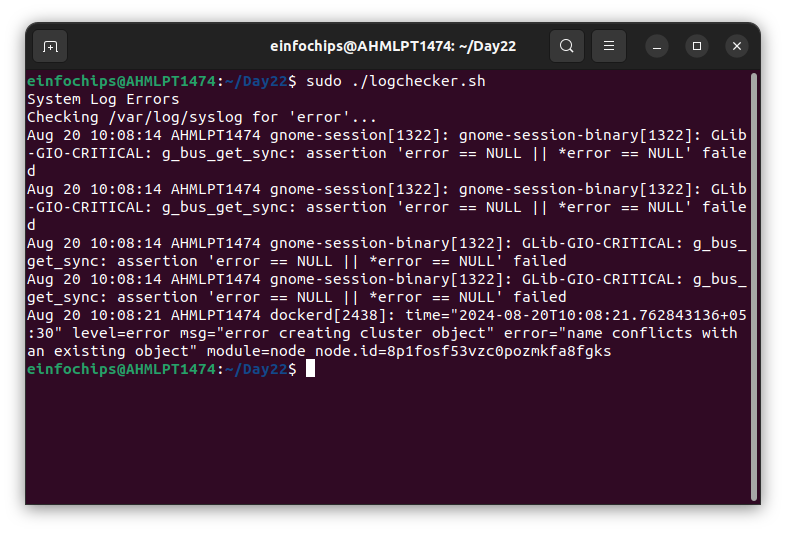 einfochips@AHMLPT1474: ~/Day22
einfochips@AHMLPT1474:~/Day22$ sudo ./logchecker.sh
System Log Errors
Checking /var/log/syslog for 'error'...
Aug 20 10:08:14 AHMLPT1474 gnome-session[1322]: gnome-session-binary[1322]: GLib
-GIO-CRITICAL: g_bus_get_sync: assertion 'error == NULL || *error == NULL' faile
d
Aug 20 10:08:14 AHMLPT1474 gnome-session[1322]: gnome-session-binary[1322]: GLib
-GIO-CRITICAL: g_bus_get_sync: assertion 'error == NULL || *error == NULL' faile
d
Aug 20 10:08:14 AHMLPT1474 gnome-session-binary[1322]: GLib-GIO-CRITICAL: g_bus_
get_sync: assertion 'error == NULL || *error == NULL' failed
Aug 20 10:08:14 AHMLPT1474 gnome-session-binary[1322]: GLib-GIO-CRITICAL: g_bus_
get_sync: assertion 'error == NULL || *error == NULL' failed
Aug 20 10:08:21 AHMLPT1474 dockerd[2438]: time="2024-08-20T10:08:21.762843136+05
:30" level=error msg="error creating cluster object" error="name conflicts with
an existing object" module=node node.id=8p1fosf53vzc0pozmkfa8fgks
einfochips@AHMLPT1474:~/Day22$